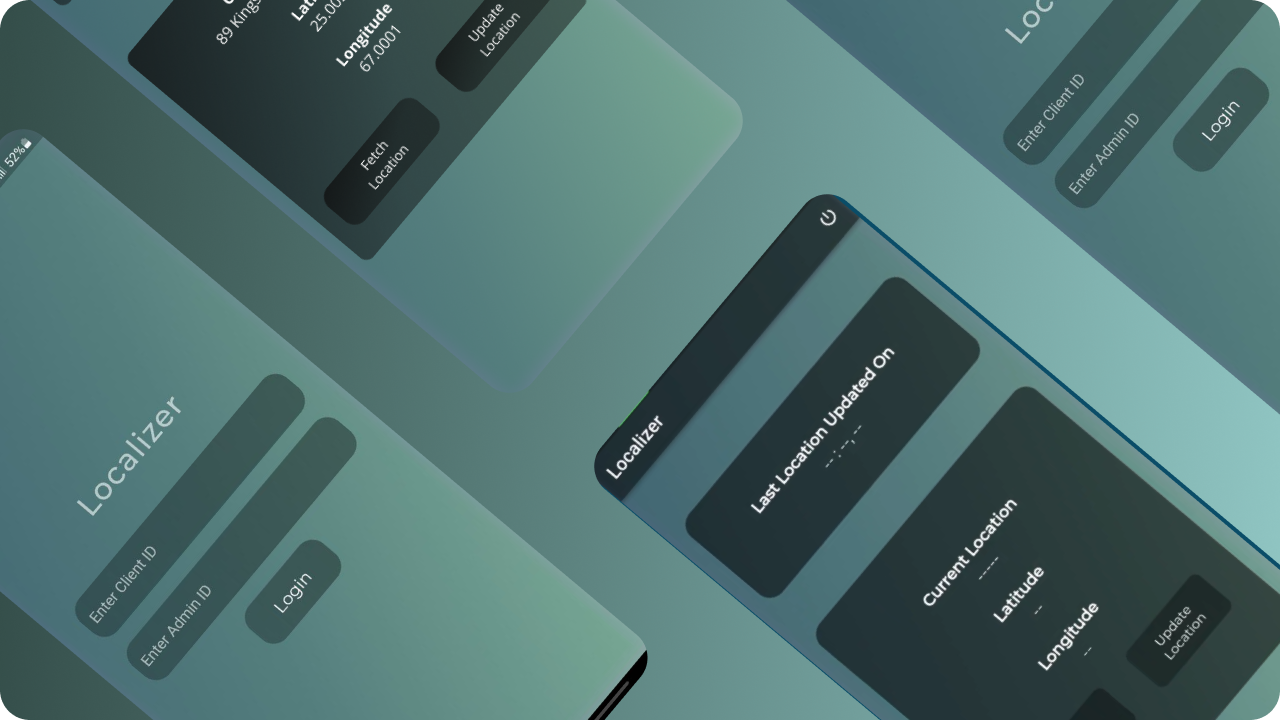 89 Kings
25.00
Longitude
67.0001
Update
Location
Fetch
Location
52%
Localizer
Enter Client ID
Enter Admin ID
Login
Localizer
Last Location Updated On
--:--,--
Current Location
----
Latitude
--
Longitude
--
Update
Location
Loc
Enter Client ID
Enter Admin ID
Login